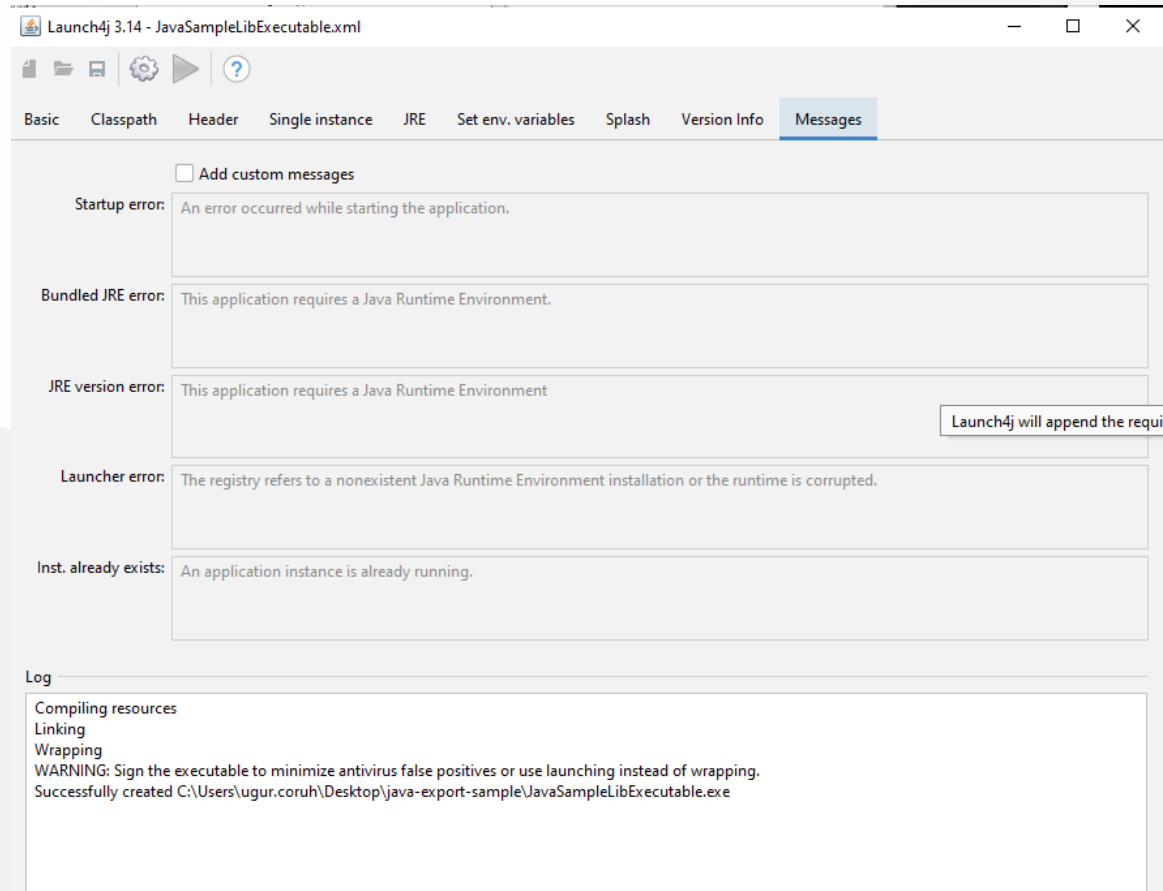 Launch4j 3.14 - JavaSampleLibExecutable.xml
?
Basic Classpath Header Single instance JRE Set env. variables Splash Version Info Messages
Add custom messages
Startup error: An error occurred while starting the application.
Bundled JRE error: This application requires a Java Runtime Environment.
JRE version error: This application requires a Java Runtime Environment
Launch4j will append the requi
Launcher error: The registry refers to a nonexistent Java Runtime Environment installation or the runtime is corrupted.
Inst. already exists: An application instance is already running.
Log
Compiling resources
Linking
Wrapping
WARNING: Sign the executable to minimize antivirus false positives or use launching instead of wrapping.
Successfully created C:\Users\ugur.coruh\Desktop\java-export-sample\JavaSampleLibExecutable.exe